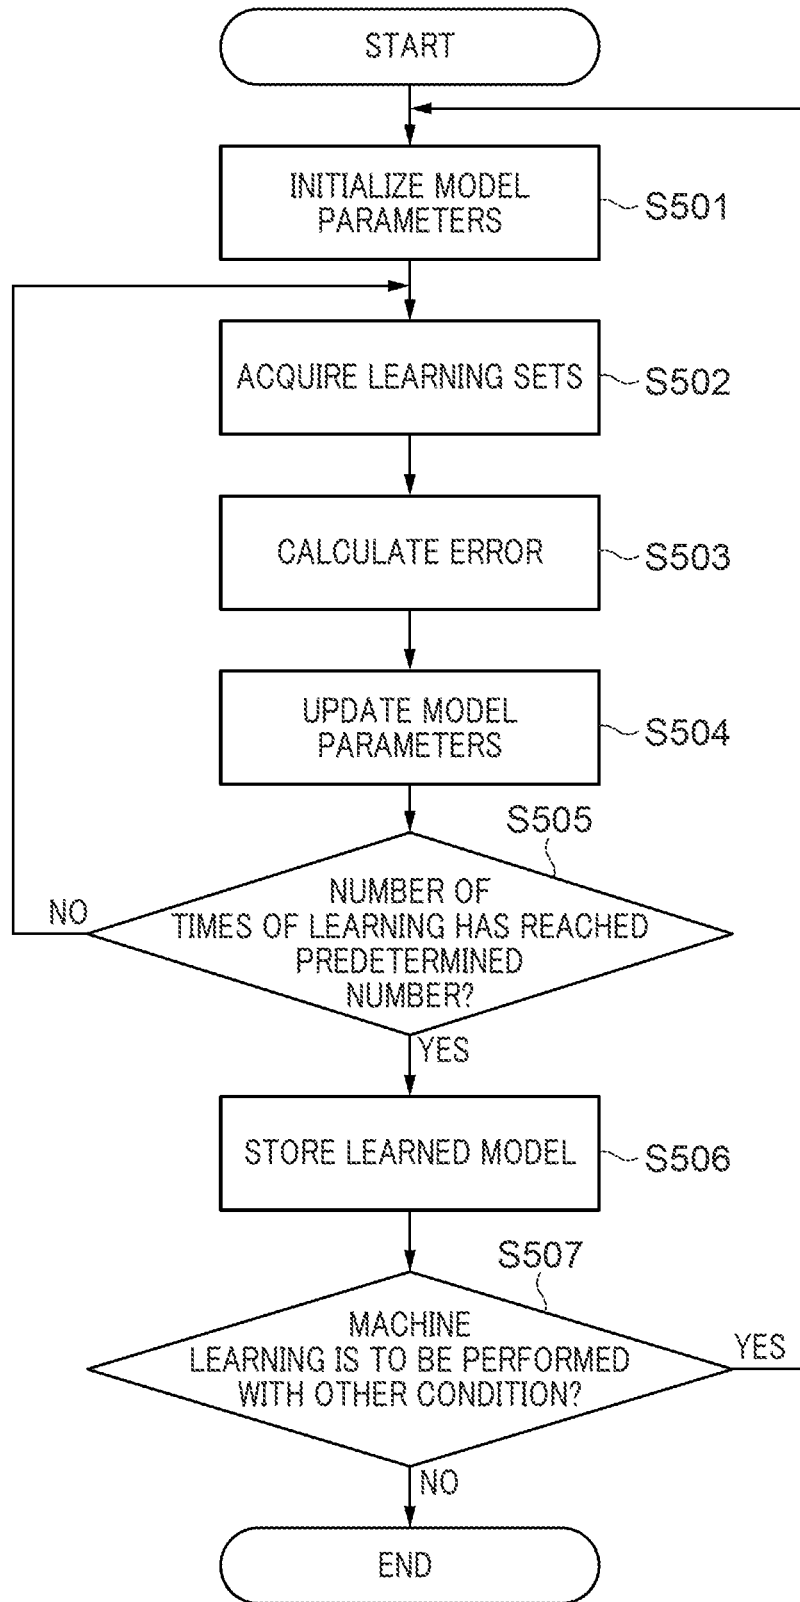 START
INITIALIZE MODEL
PARAMETERS
S501
ACQUIRE LEARNING SETS
S502
CALCULATE ERROR
S503
UPDATE MODEL
PARAMETERS
S504
S505
NUMBER OF
TIMES OF LEARNING HAS REACHED
PREDETERMINED
NUMBER?
NO
YES
STORE LEARNED MODEL
S506
S507
MACHINE
LEARNING IS TO BE PERFORMED
WITH OTHER CONDITION?
YES
NO
END